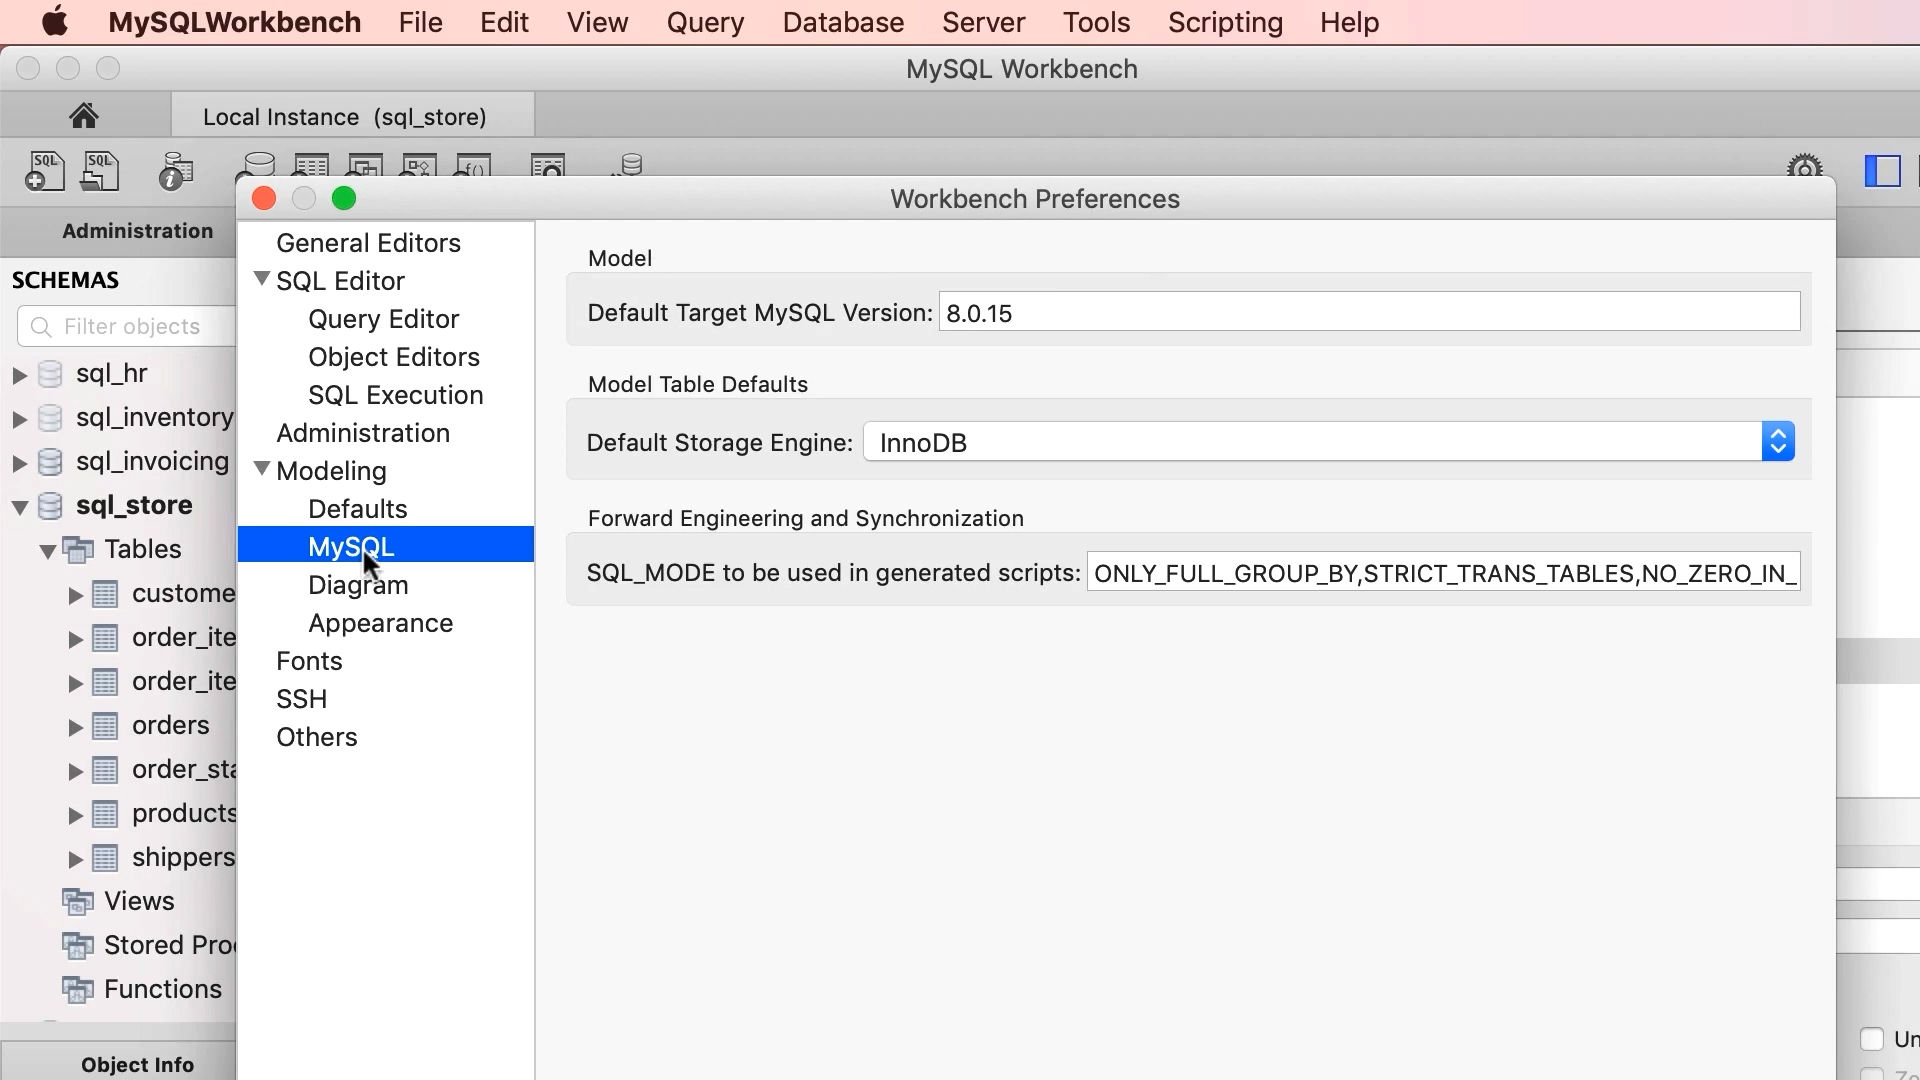 MySQLWorkbench File Edit View Query Database Server Tools Scripting Help
MySQL Workbench
Local Instance (sql_store)
SQL SQL
Administration
SCHEMAS
Filter objects
sql_hr
sql_inventory
sql_invoicing
sql_store
Tables
custome
order_ite
order_ite
orders
order_sta
products
shippers
Views
Stored Pro
Functions
Object Info
Workbench Preferences
General Editors
SQL Editor
Query Editor
Object Editors
SQL Execution
Administration
Modeling
Defaults
MySQL
Diagram
Appearance
Fonts
SSH
Others
Model
Default Target MySQL Version: 8.0.15
Model Table Defaults
Default Storage Engine: InnoDB
Forward Engineering and Synchronization
SQL_MODE to be used in generated scripts: ONLY_FULL_GROUP_BY,STRICT_TRANS_TABLES,NO_ZERO_IN_
Un